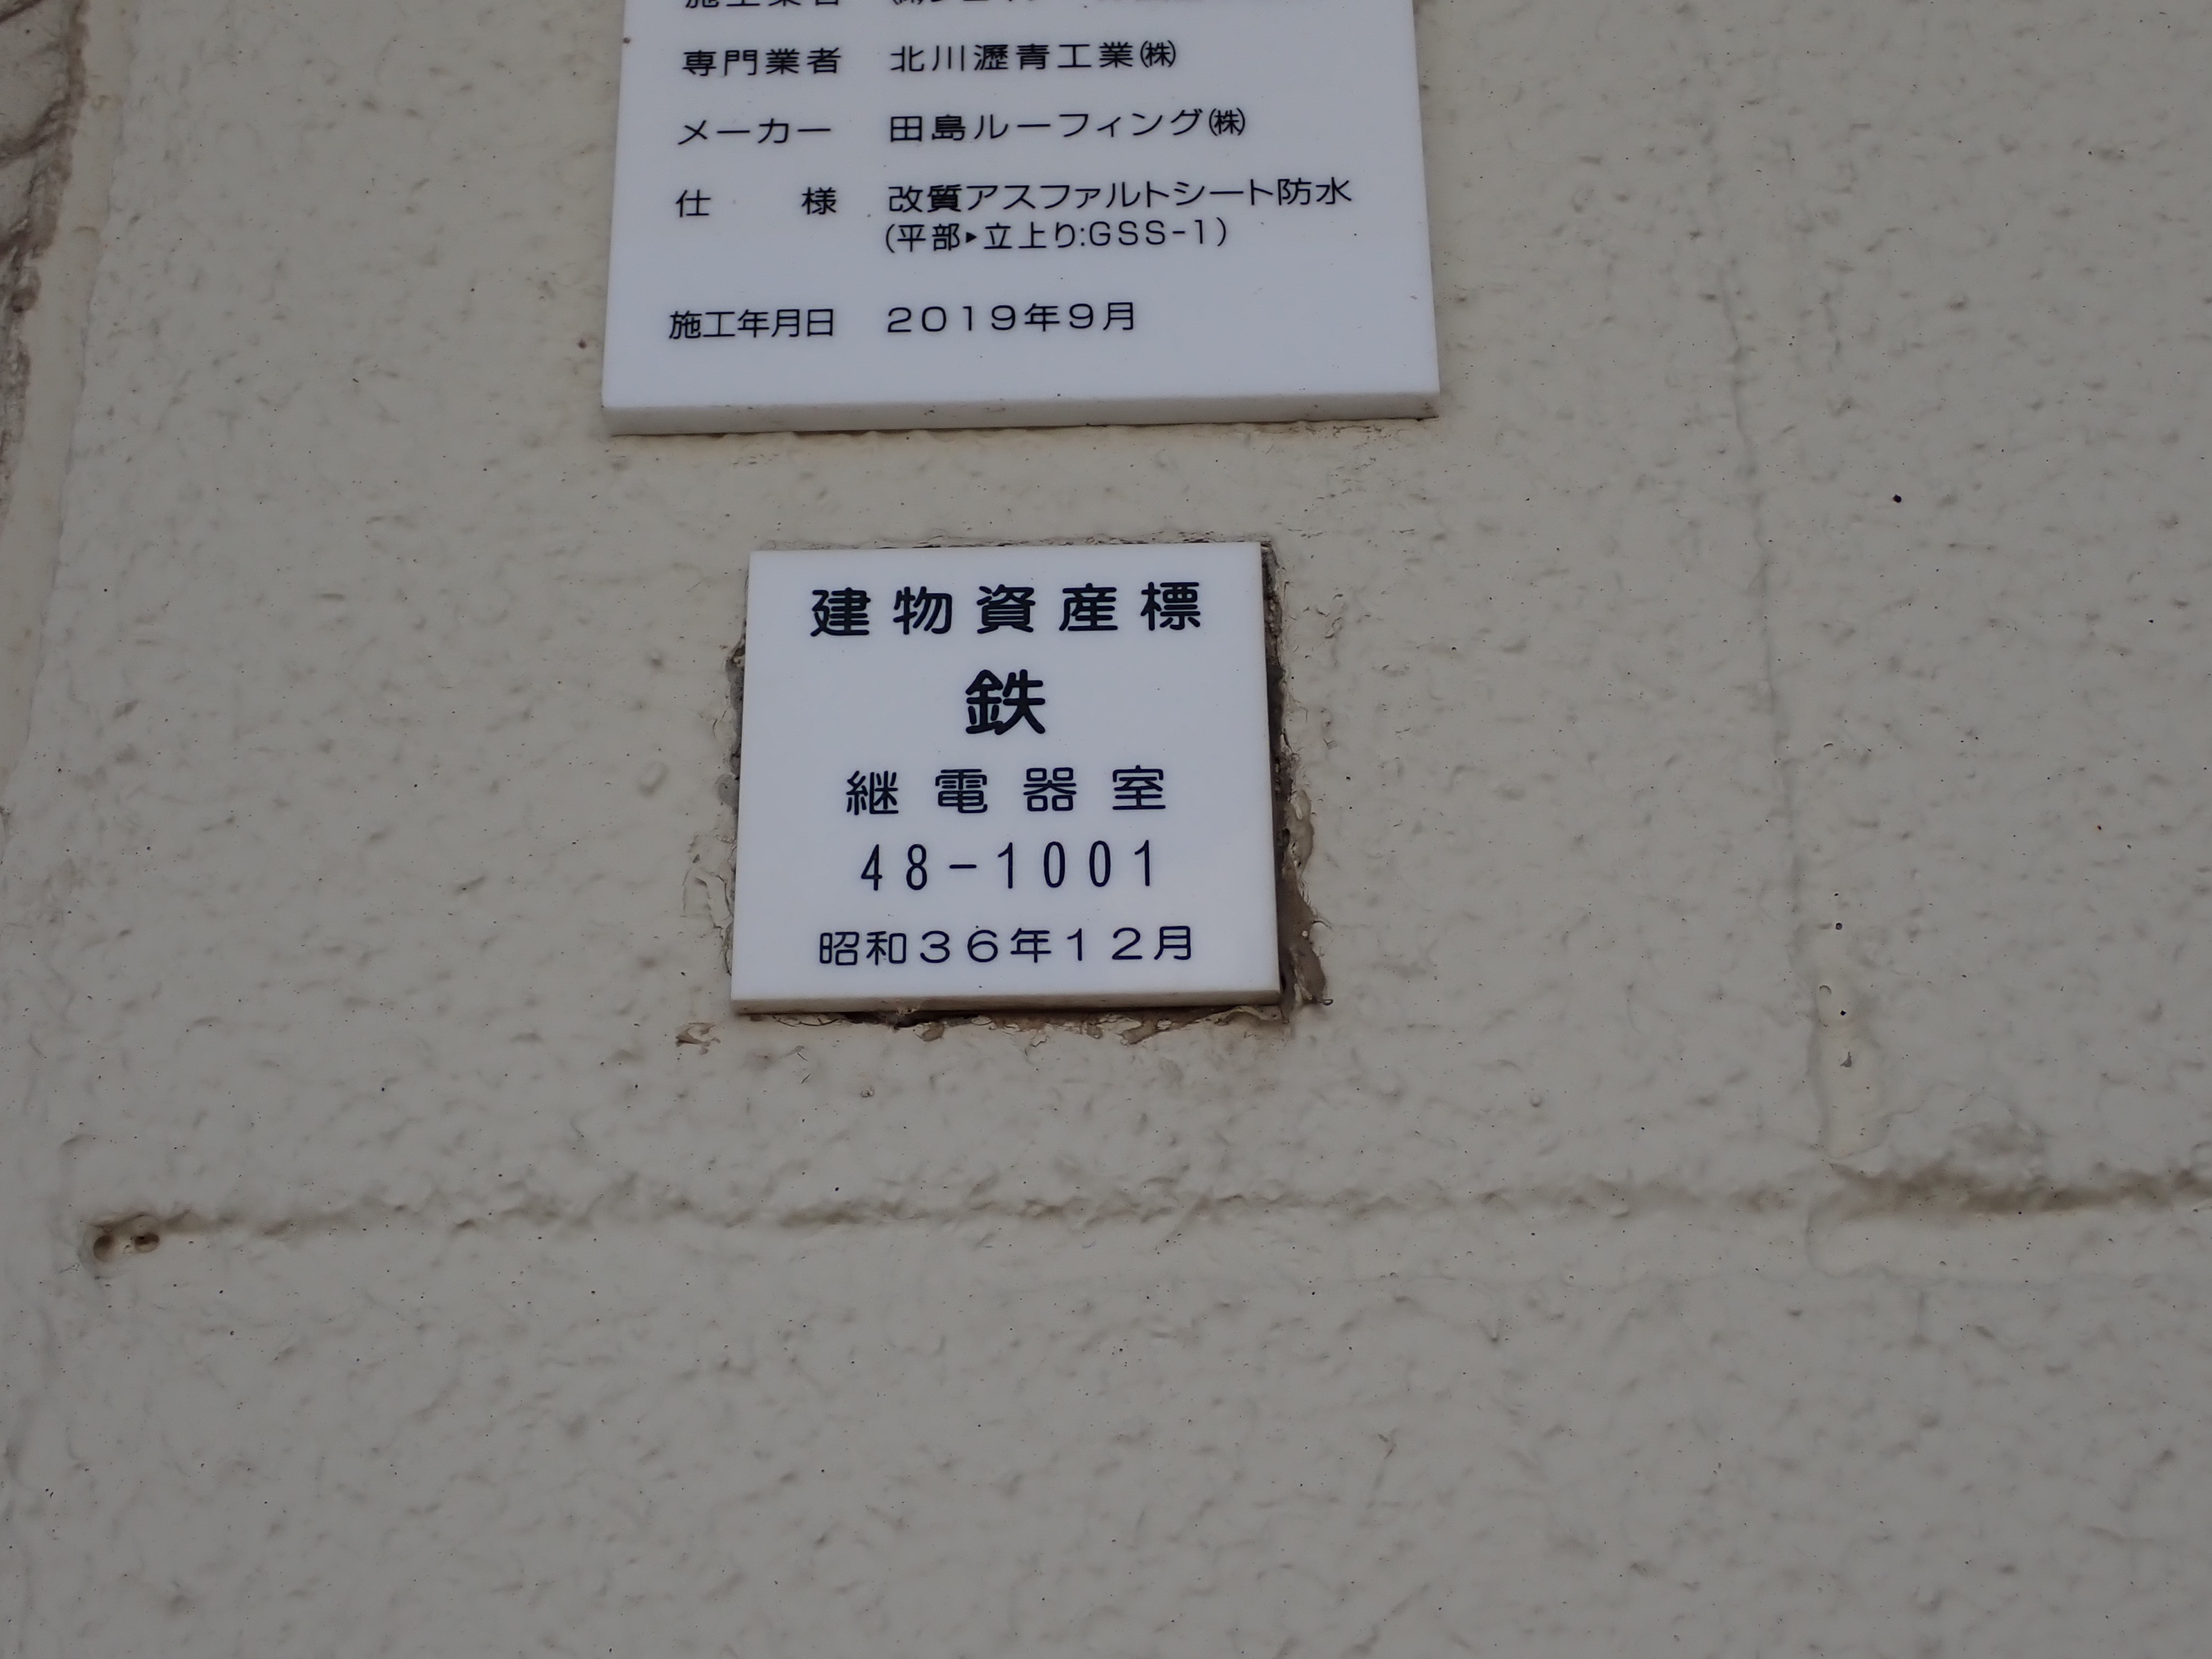 施工業者
専門業者 北川瀝青工業㈱
メーカー 田島ルーフィング㈱
仕様 改質アスファルトシート防水
(平部▸立上り:GSS-1)
施工年月日 2019年9月
建物資産標
鉄
継電器室
48-1001
昭和36年12月